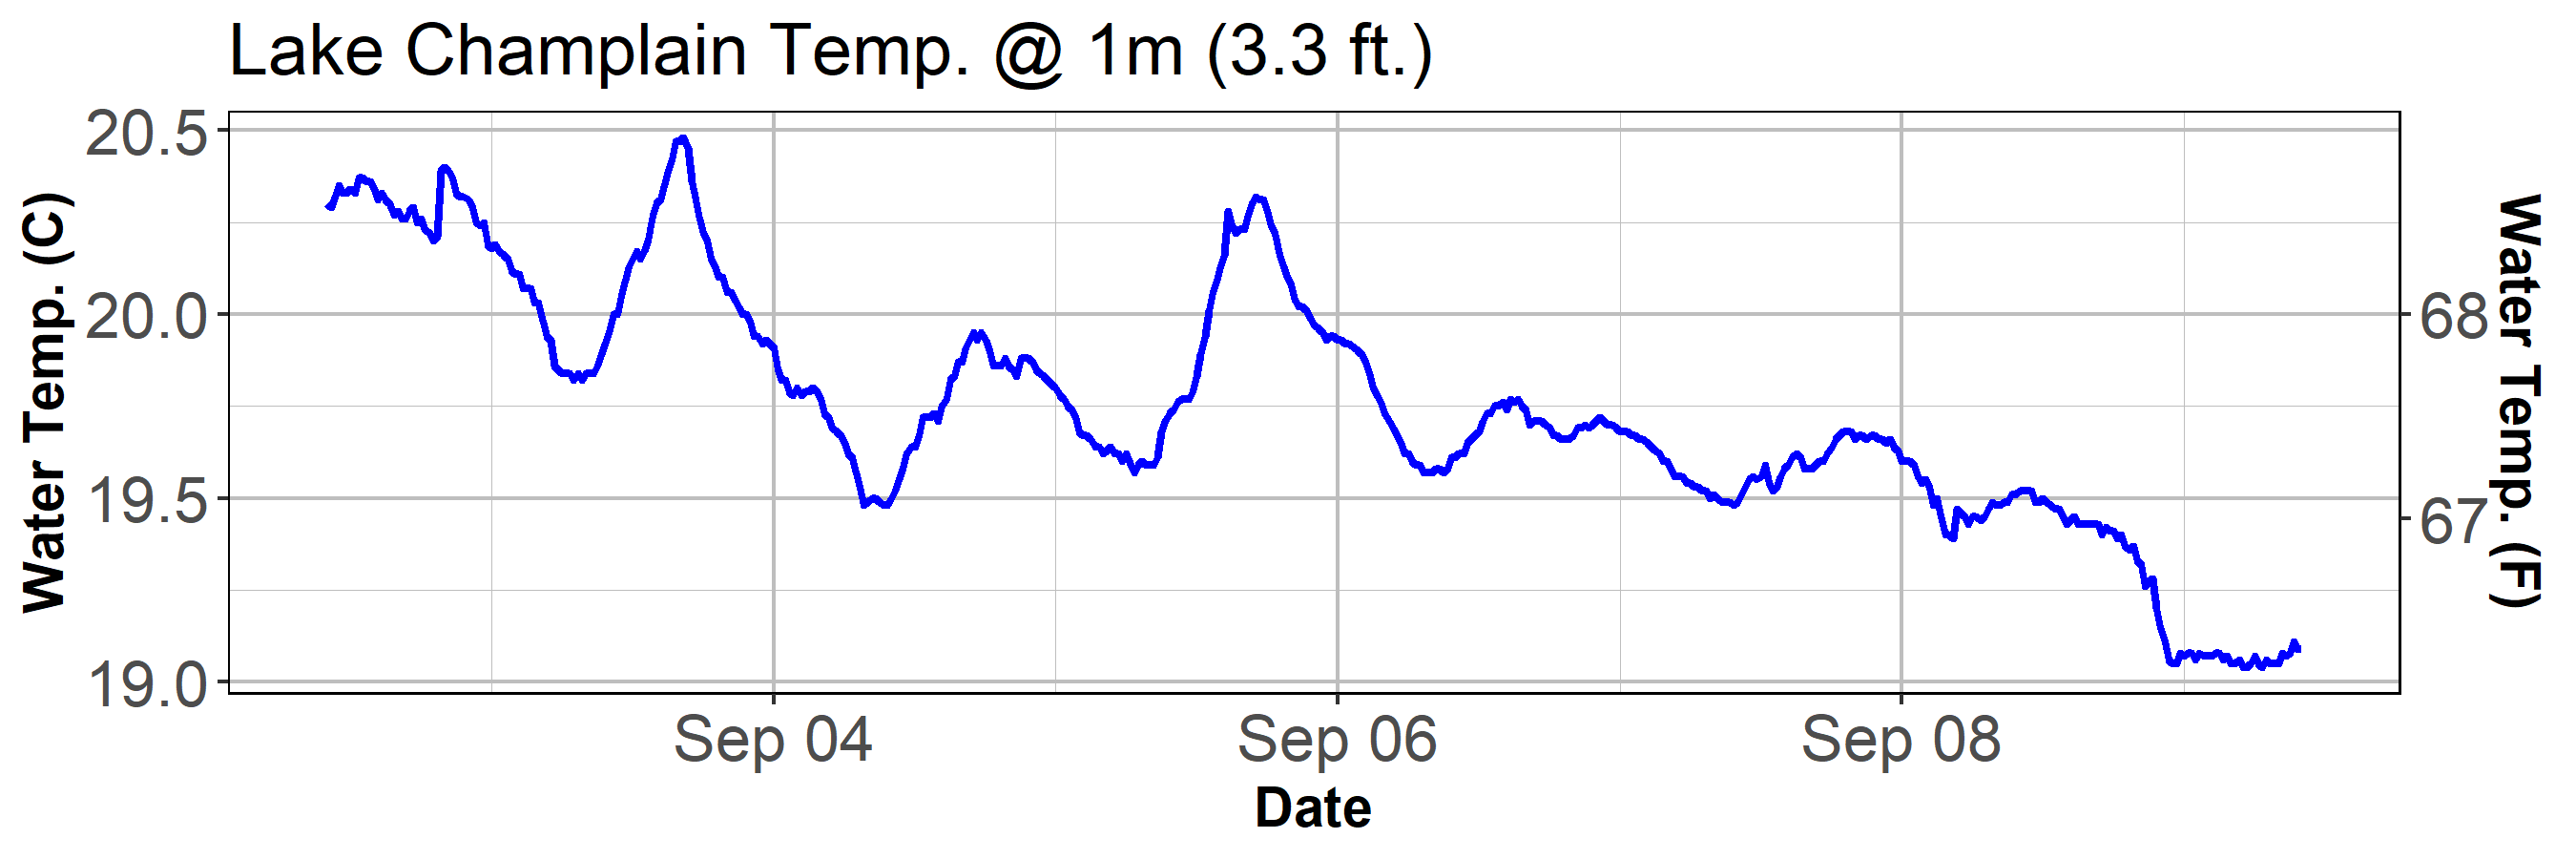 Lake Champlain Temp. @ 1m (3.3 ft.)
Water Temp. (C)
20.5
20.0
19.5
19.0
68
67
Water Temp. (F)
Sep 04
Sep 06
Sep 08
Date